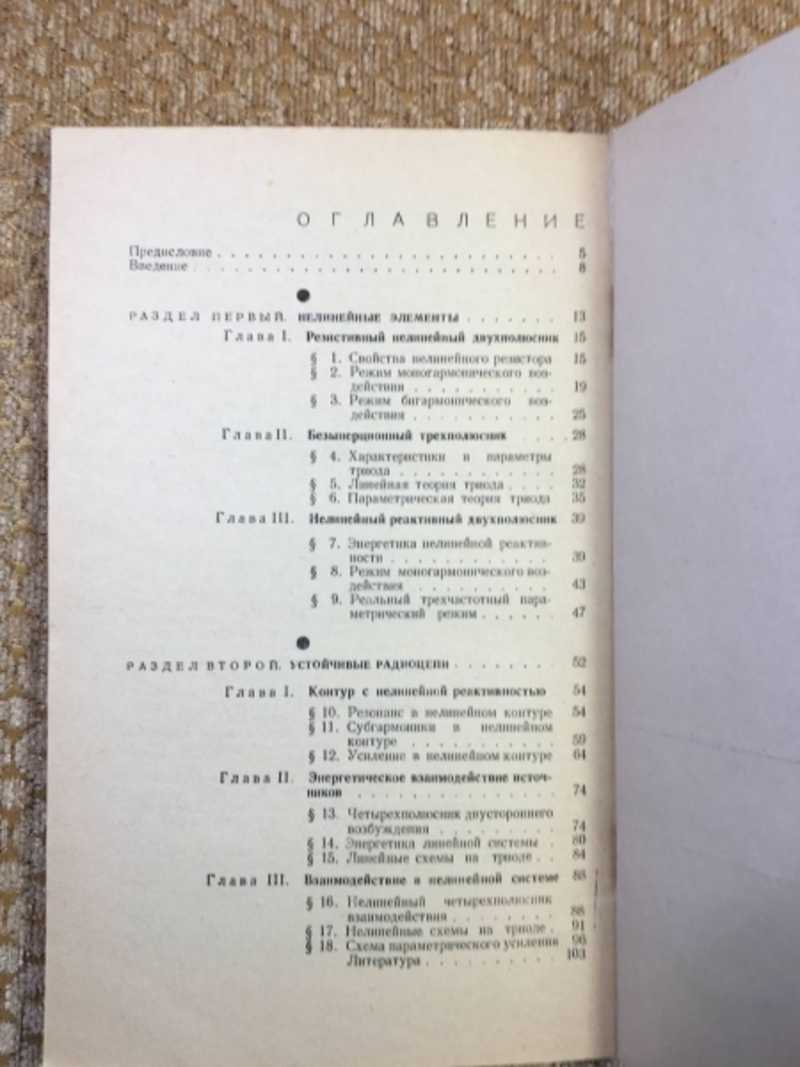 ОГЛАВЛЕНИЕ
Предисловие . . . . . . . . . . . . . . . . . . . . . . . . 5
Введение . . . . . . . . . . . . . . . . . . . . . . . . . . 8
РАЗДЕЛ ПЕРВЫЙ. НЕЛИНЕЙНЫЕ ЭЛЕМЕНТЫ . . . . . . . 13
Глава I. Резистивный нелинейный двухполюсник 15
§ 1. Свойства нелинейного резистора 15
§ 2. Режим моногармонического воз-
действия . . . . . . . . . . . 19
§ 3. Режим бигармонического воз-
действия . . . . . . . . . . . 25
Глава II. Безынерционный трехполюсник . . . . 28
§ 4. Характеристики и параметры
триода . . . . . . . . . . . . 28
§ 5. Линейная теория триода . . . . 32
§ 6. Параметрическая теория триода 35
Глава III. Нелинейный реактивный двухполюсник 39
§ 7. Энергетика нелинейной реактив-
ности . . . . . . . . . . . . 39
§ 8. Режим моногармонического воз-
действия . . . . . . . . . . 43
§ 9. Реальный трехчастотный пара-
метрический режим . . . . . . 47
РАЗДЕЛ ВТОРОЙ. УСТОЙЧИВЫЕ РАДИОЦЕПИ . . . . . . . . 52
Глава I. Контур с нелинейной реактивностью 54
§ 10. Резонанс в нелинейном контуре 54
§ 11. Субгармоники в нелинейном
контуре . . . . . . . . . . . 59
§ 12. Усиление в нелинейном контуре 64
Глава II. Энергетическое взаимодействие источ-
ников . . . . . . . . . . . . . . 74
§ 13. Четырехполюсник двустороннего
возбуждения . . . . . . . . . 74
§ 14. Энергетика линейной системы . 80
§ 15. Линейные схемы на триоде . . 84
Глава III. Взаимодействие в нелинейной системе 88
§ 16. Нелинейный четырехполюсник
взаимодействия . . . . . . . . 88
§ 17. Нелинейные схемы на триоде . 91
§ 18. Схема параметрического усиления 96
Литература . . . . . . . . . . 103